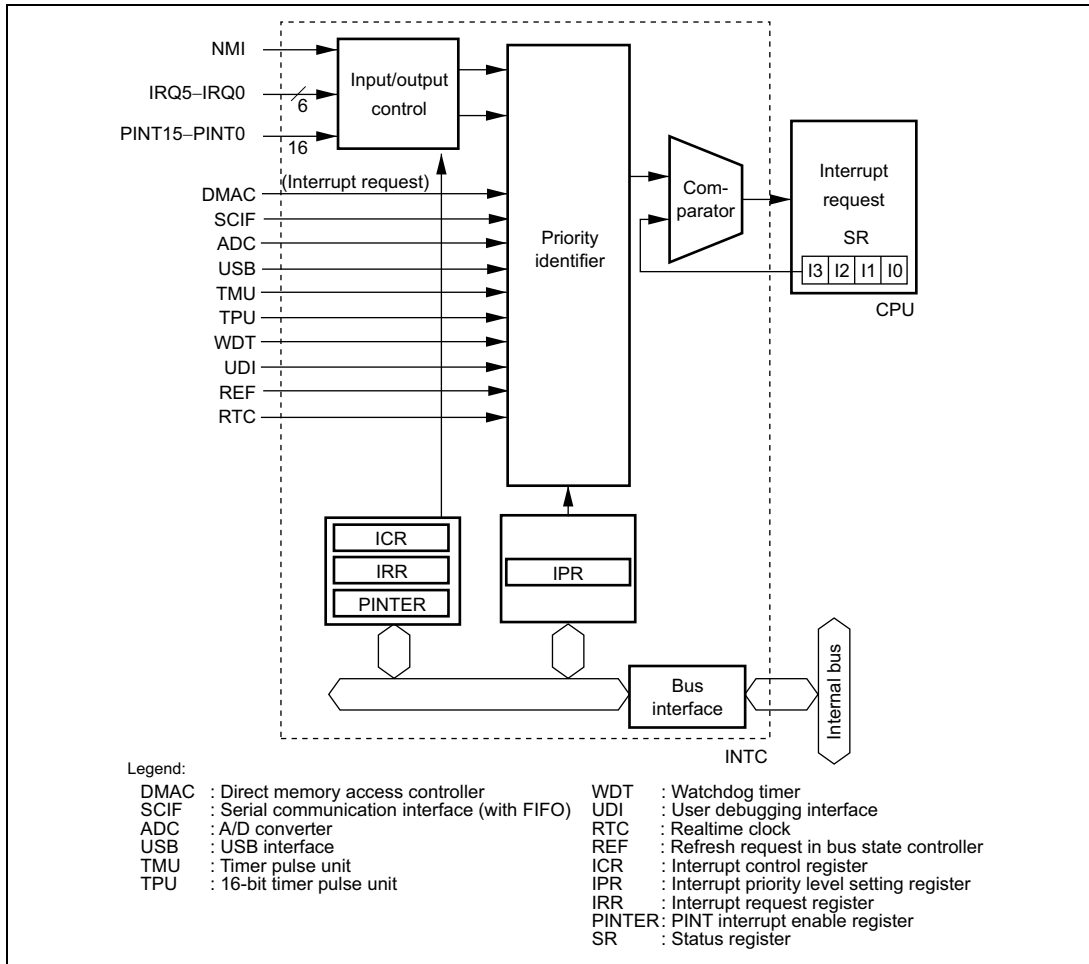 NMI
IRQ5–IRQ0
6
PINT15–PINT0
16
Input/output
control
(Interrupt request)
DMAC
SCIF
ADC
USB
TMU
TPU
WDT
UDI
REF
RTC
Priority
identifier
Com-
parator
Interrupt
request
SR
I3 I2 I1 I0
CPU
ICR
IRR
PINTER
IPR
Bus
interface
Internal bus
INTC
Legend:
DMAC : Direct memory access controller
SCIF : Serial communication interface (with FIFO)
ADC : A/D converter
USB : USB interface
TMU : Timer pulse unit
TPU : 16-bit timer pulse unit
WDT : Watchdog timer
UDI : User debugging interface
RTC : Realtime clock
REF : Refresh request in bus state controller
ICR : Interrupt control register
IPR : Interrupt priority level setting register
IRR : Interrupt request register
PINTER: PINT interrupt enable register
SR : Status register